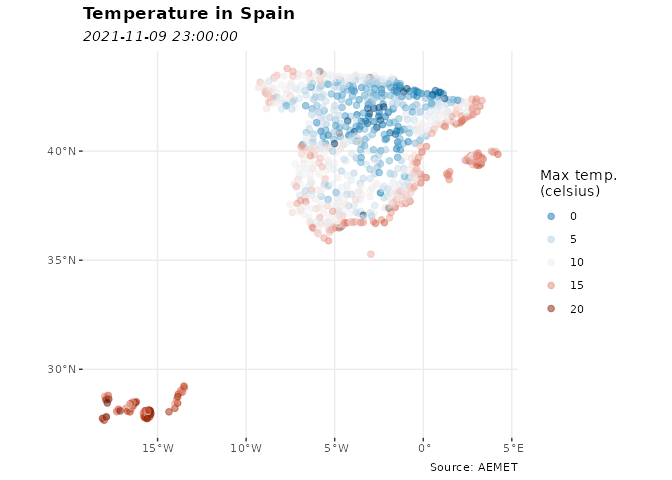 Temperature in Spain
2021-11-09 23:00:00
40°N
35°N
30°N
15°W
10°W
5°W
0°
5°E
Max temp.
(celsius)
0
5
10
15
20
Source: AEMET